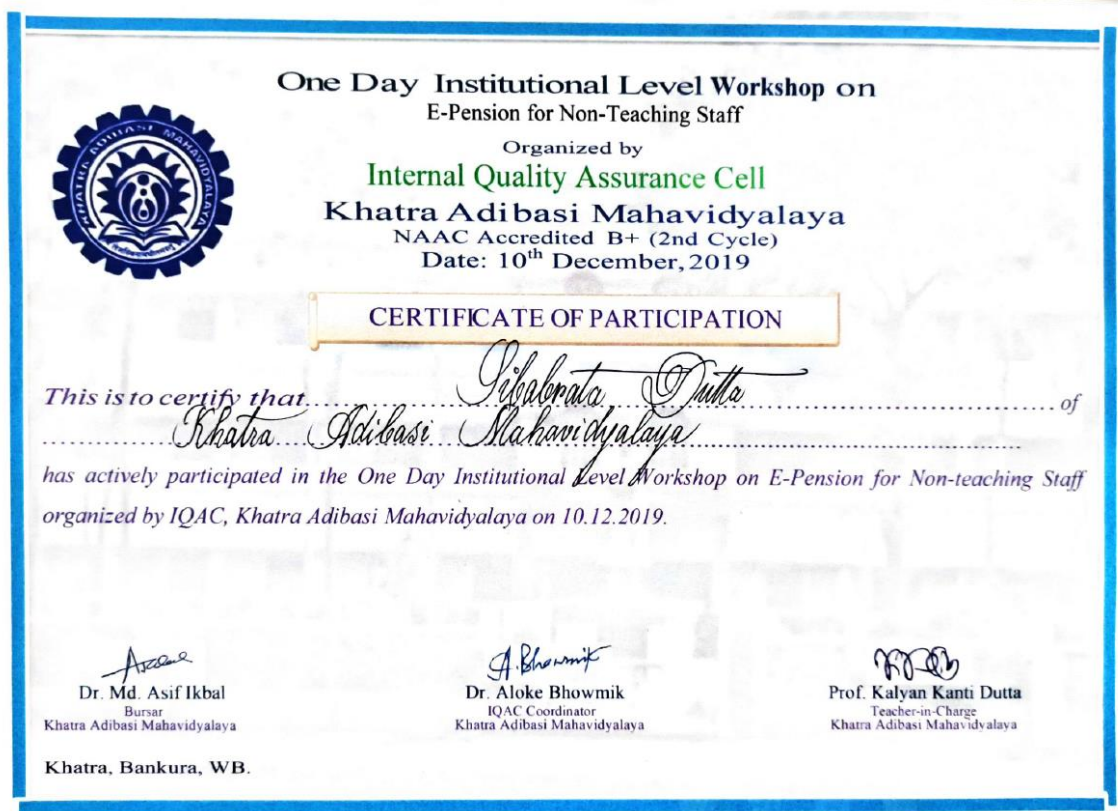 One Day Institutional Level Workshop on
E-Pension for Non-Teaching Staff
Organized by
Internal Quality Assurance Cell
Khatra Adibasi Mahavidyalaya
NAAC Accredited B+ (2nd Cycle)
Date: 10th December, 2019
KHATRA ADIBASI MAHAVIDYALAYA
CERTIFICATE OF PARTICIPATION
This is to certify that Sibabrata Dutta of
Khatra Adibasi Mahavidyalaya
has actively participated in the One Day Institutional Level Workshop on E-Pension for Non-teaching Staff
organized by IQAC, Khatra Adibasi Mahavidyalaya on 10.12.2019.
A.Bhowmik
Dr. Md. Asif Ikbal Dr. Aloke Bhowmik Prof. Kalyan Kanti Dutta
Bursar IQAC Coordinator Teacher-in-Charge
Khatra Adibasi Mahavidyalaya Khatra Adibasi Mahavidyalaya Khatra Adibasi Mahavidyalaya
Khatra, Bankura, WB.